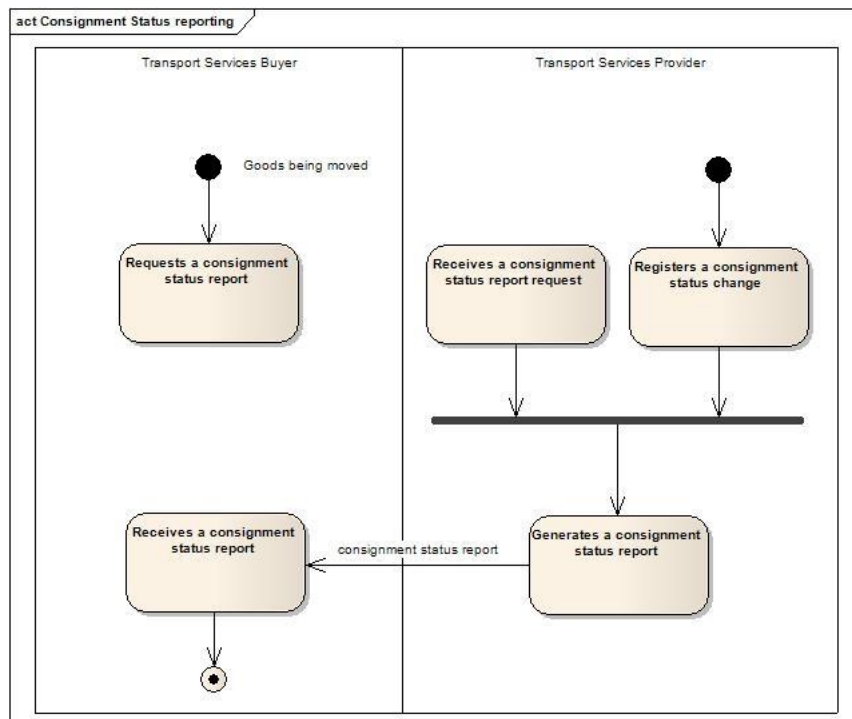 act Consignment Status reporting
Transport Services Buyer
Transport Services Provider
Goods being moved
Requests a consignment
status report
Receives a consignment
status report request
Registers a consignment
status change
Receives a consignment
status report
consignment status report
Generates a consignment
status report